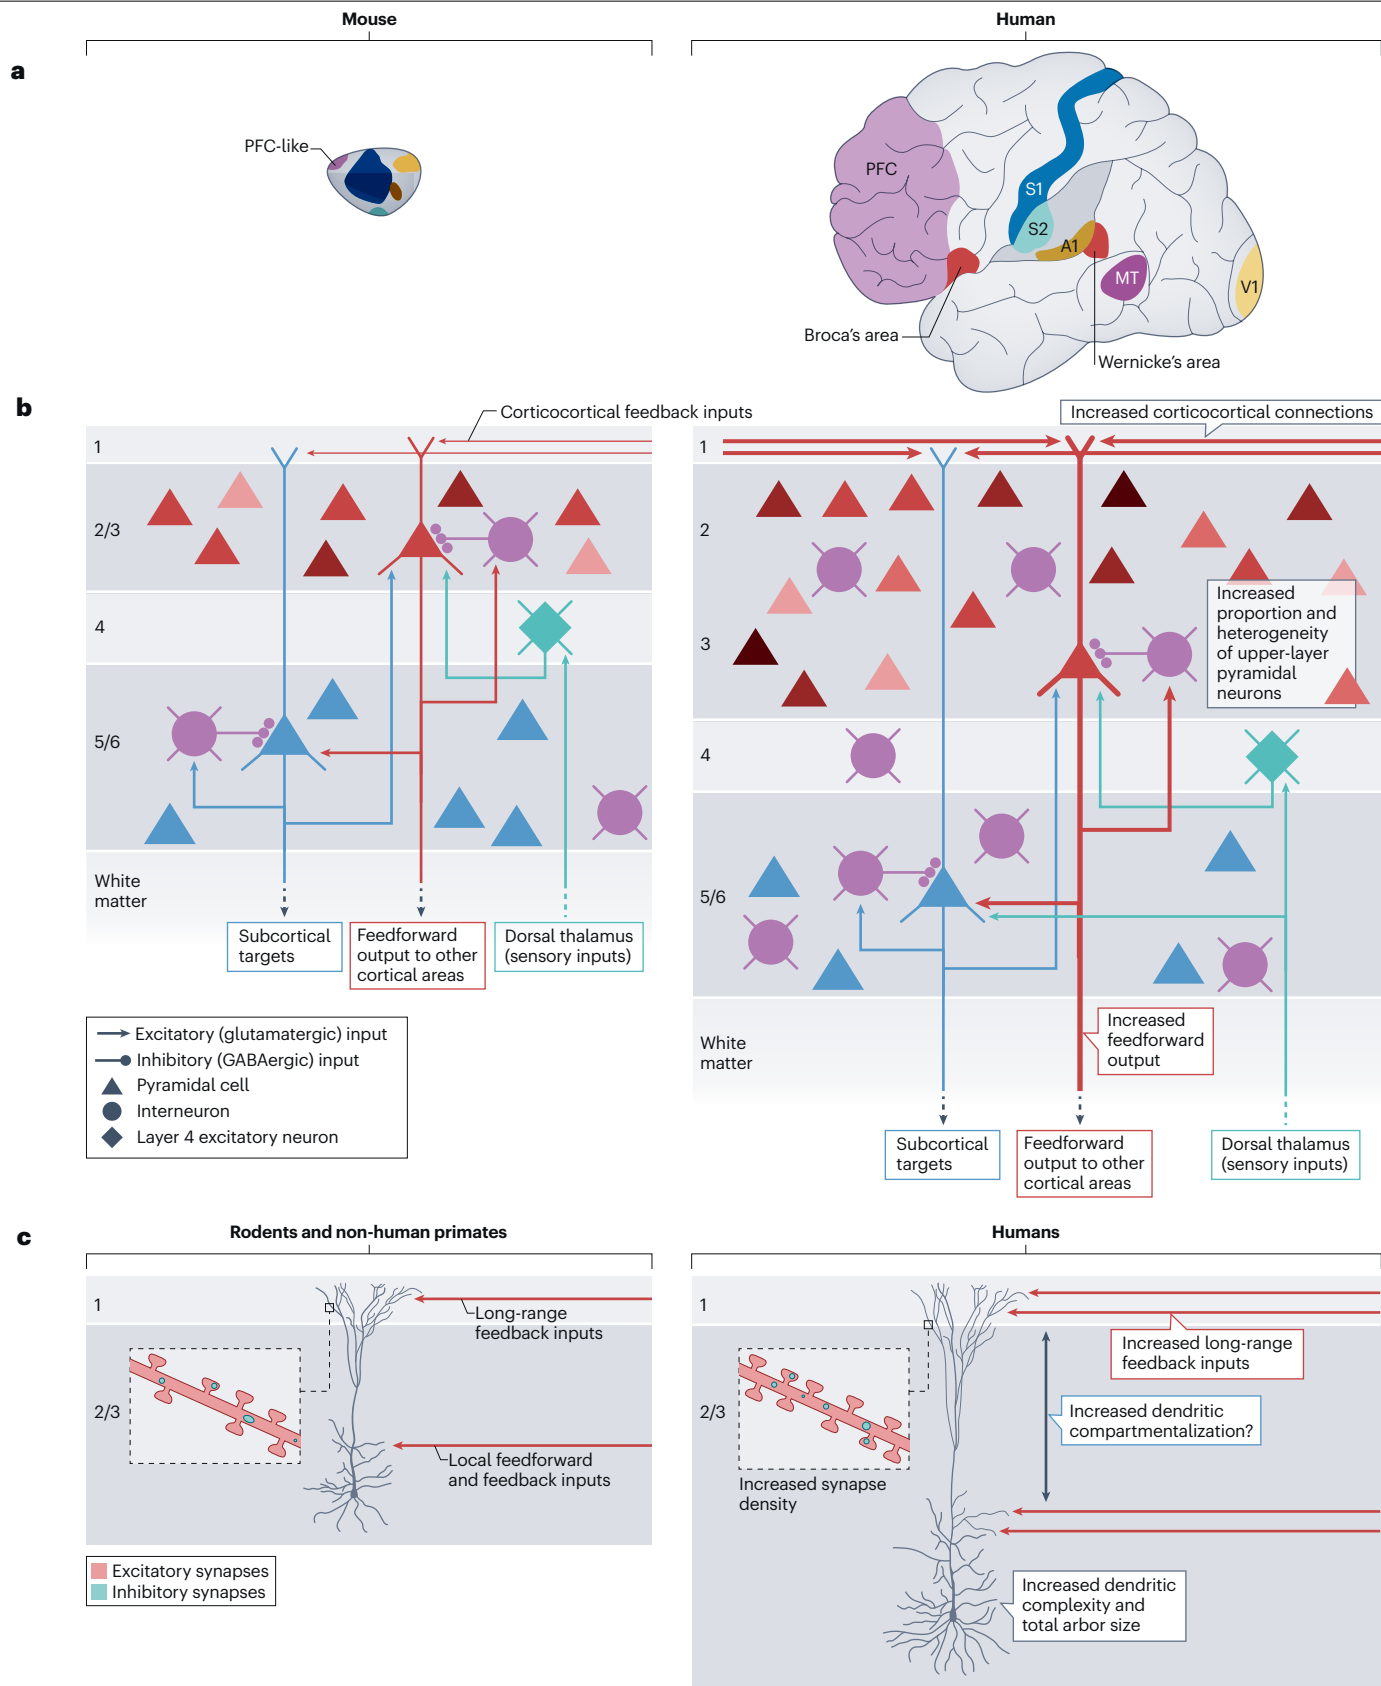 Mouse
Human
a
PFC-like
PFC
S1
S2
A1
MT
V1
Broca's area
Wernicke's area
b
Corticocortical feedback inputs
Increased corticocortical connections
1
2/3
4
5/6
White
matter
Subcortical
targets
Feedforward
output to other
cortical areas
Dorsal thalamus
(sensory inputs)
Excitatory (glutamatergic) input
Inhibitory (GABAergic) input
Pyramidal cell
Interneuron
Layer 4 excitatory neuron
1
2
3
4
5/6
White
matter
Increased
proportion and
heterogeneity
of upper-layer
pyramidal
neurons
Increased
feedforward
output
Subcortical
targets
Feedforward
output to other
cortical areas
Dorsal thalamus
(sensory inputs)
c
Rodents and non-human primates
Humans
1
2/3
Long-range
feedback inputs
Local feedforward
and feedback inputs
Excitatory synapses
Inhibitory synapses
1
2/3
Increased long-range
feedback inputs
Increased dendritic
compartmentalization?
Increased synapse
density
Increased dendritic
complexity and
total arbor size